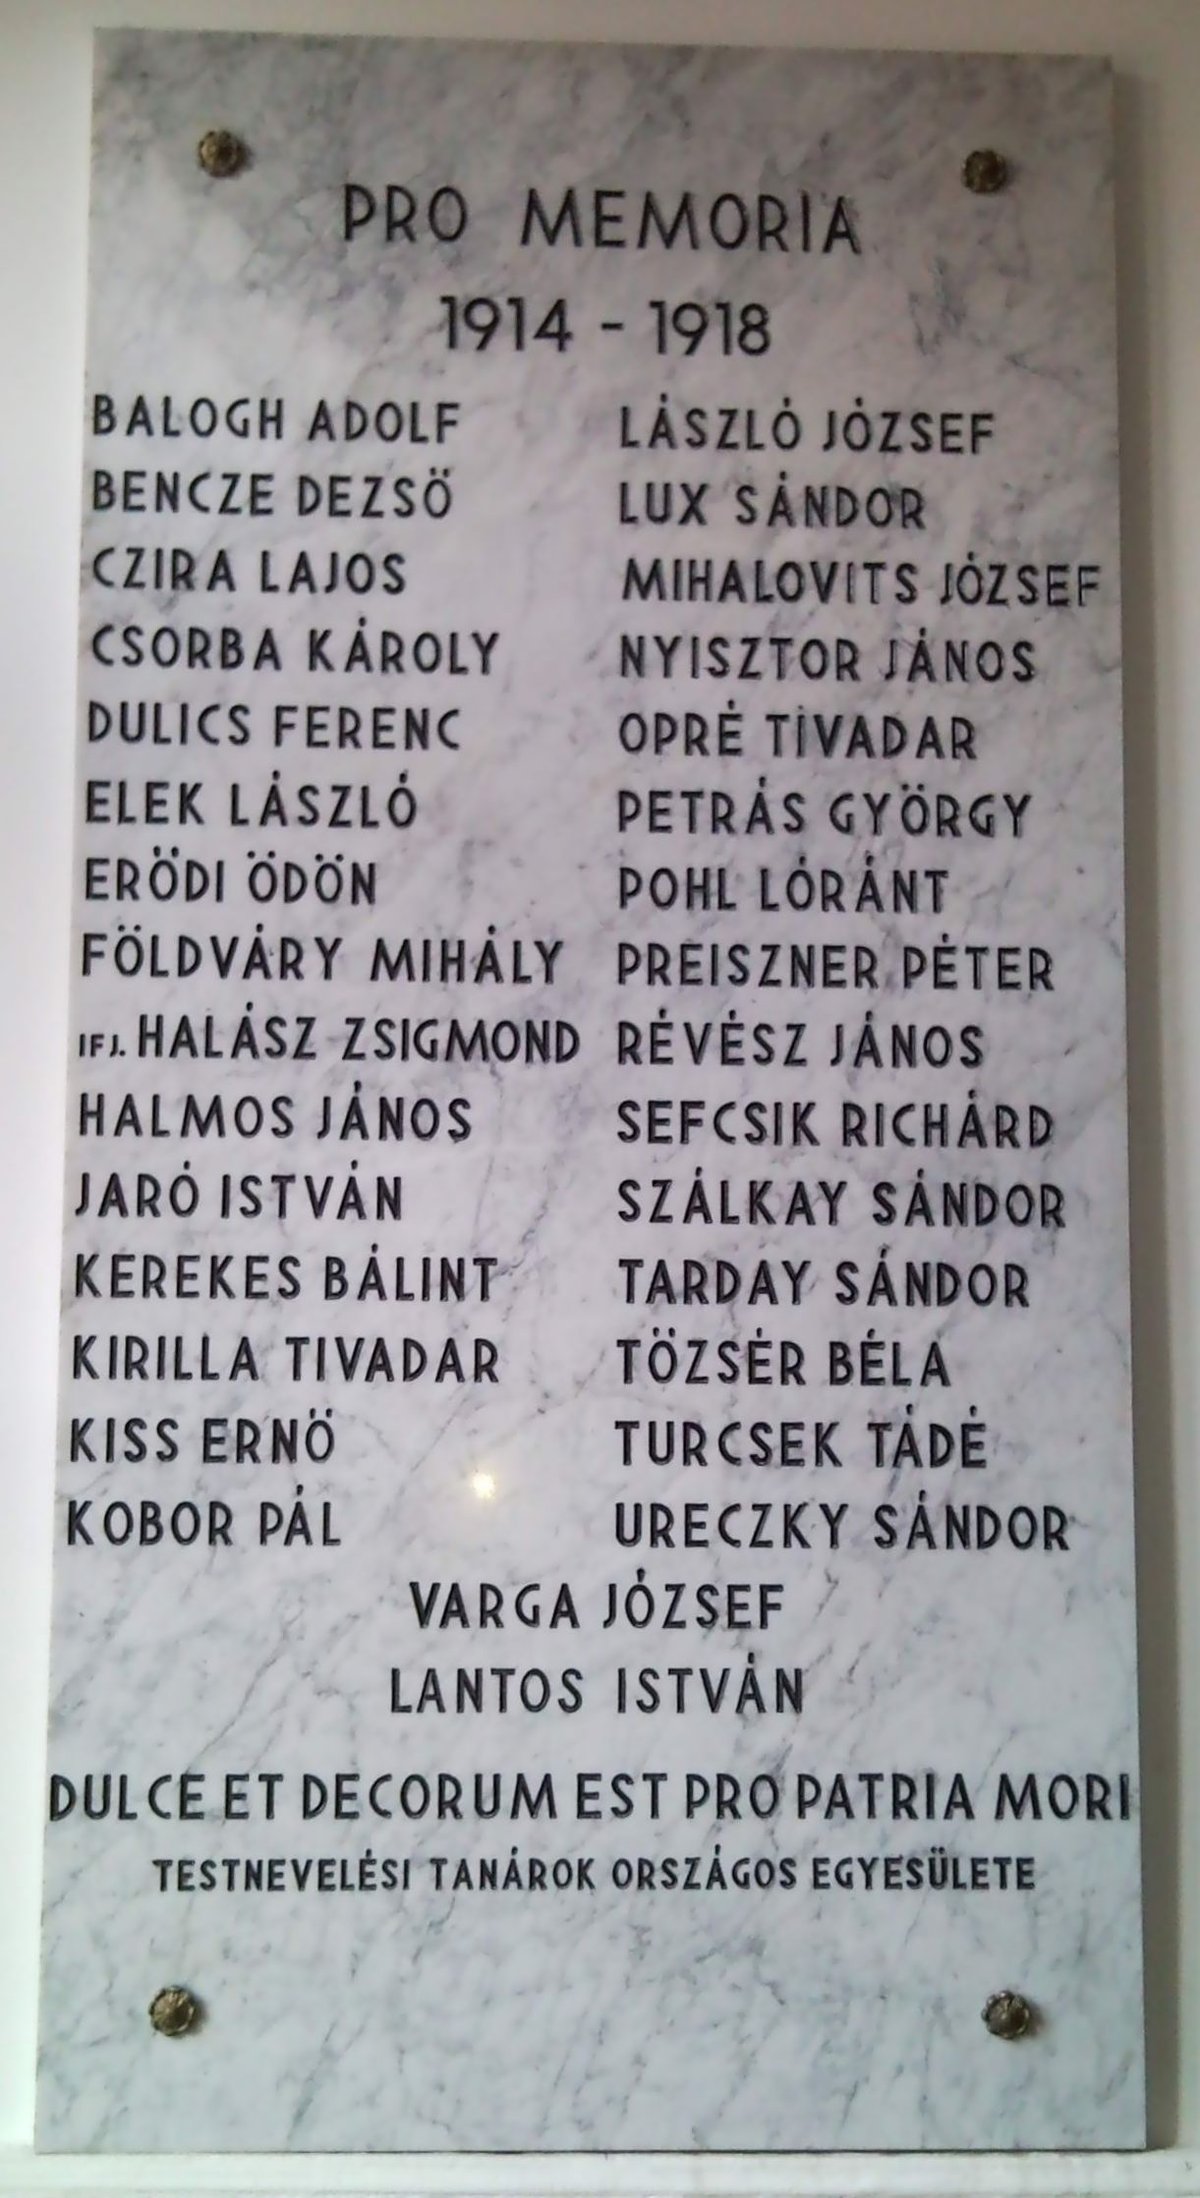 PRO MEMORIA
1914 - 1918
BALOGH ADOLF
BENCZE DEZSÖ
CZIRA LAJOS
CSORBA KÁROLY
DULICS FERENC
ELEK LÁSZLÓ
ERÖDI ÖDÖN
FÖLDVÁRY MIHÁLY
IFJ. HALÁSZ ZSIGMOND
HALMOS JÁNOS
JARÓ ISTVÁN
KEREKES BÁLINT
KIRILLA TIVADAR
KISS ERNÖ
KOBOR PÁL
LÁSZLÓ JÓZSEF
LUX SÁNDOR
MIHALOVITS JÓZSEF
NYISZTOR JÁNOS
OPRÉ TIVADAR
PETRÁS GYÖRGY
POHL LÓRÁNT
PREISZNER PÉTER
RÉVÉSZ JÁNOS
SEFCSIK RICHÁRD
SZÁLKAY SÁNDOR
TARDAY SÁNDOR
TÖZSÉR BÉLA
TURCSEK TÁDÉ
URECZKY SÁNDOR
VARGA JÓZSEF
LANTOS ISTVÁN
DULCE ET DECORUM EST PRO PATRIA MORI
TESTNEVELÉSI TANÁROK ORSZÁGOS EGYESÜLETE